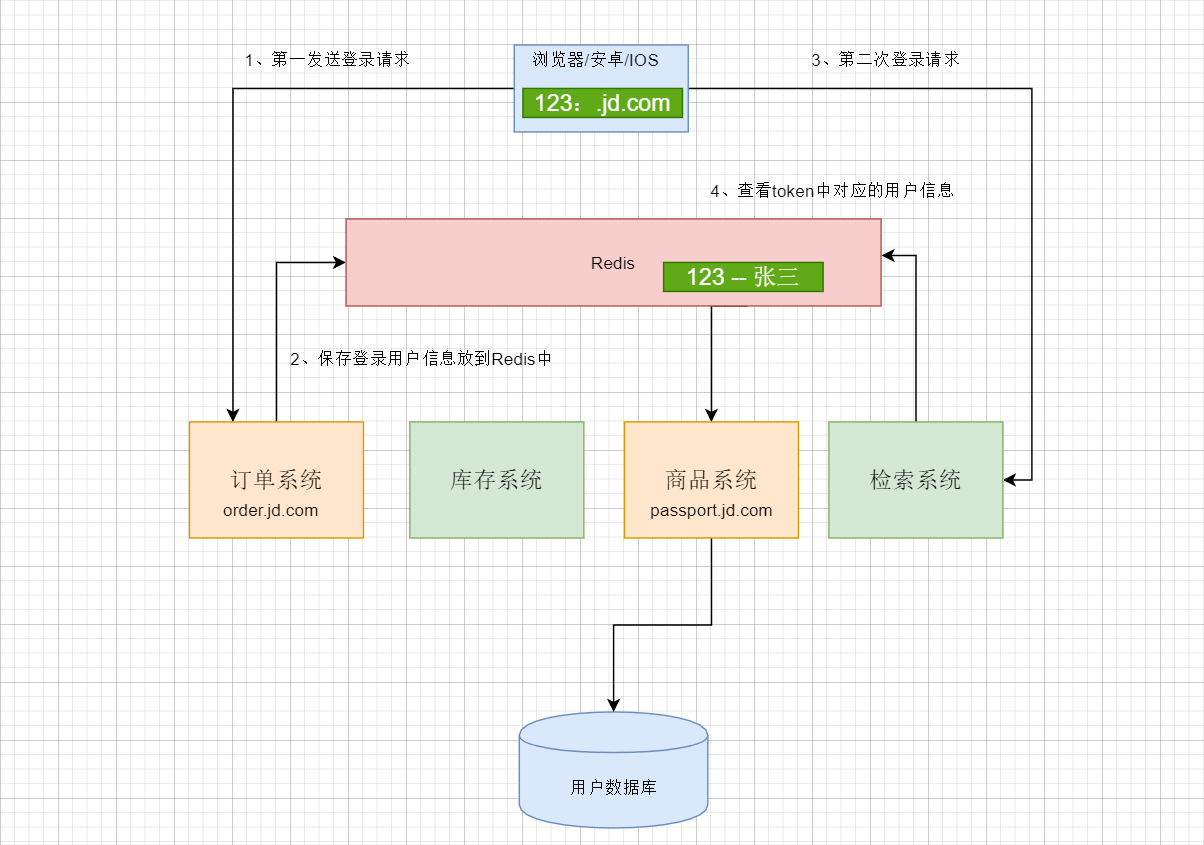 1、第一发送登录请求
浏览器/安卓/IOS
3、第二次登录请求
123：.jd.com
4、查看token中对应的用户信息
Redis
123 -- 张三
2、保存登录用户信息放到Redis中
订单系统
order.jd.com
库存系统
商品系统
passport.jd.com
检索系统
用户数据库